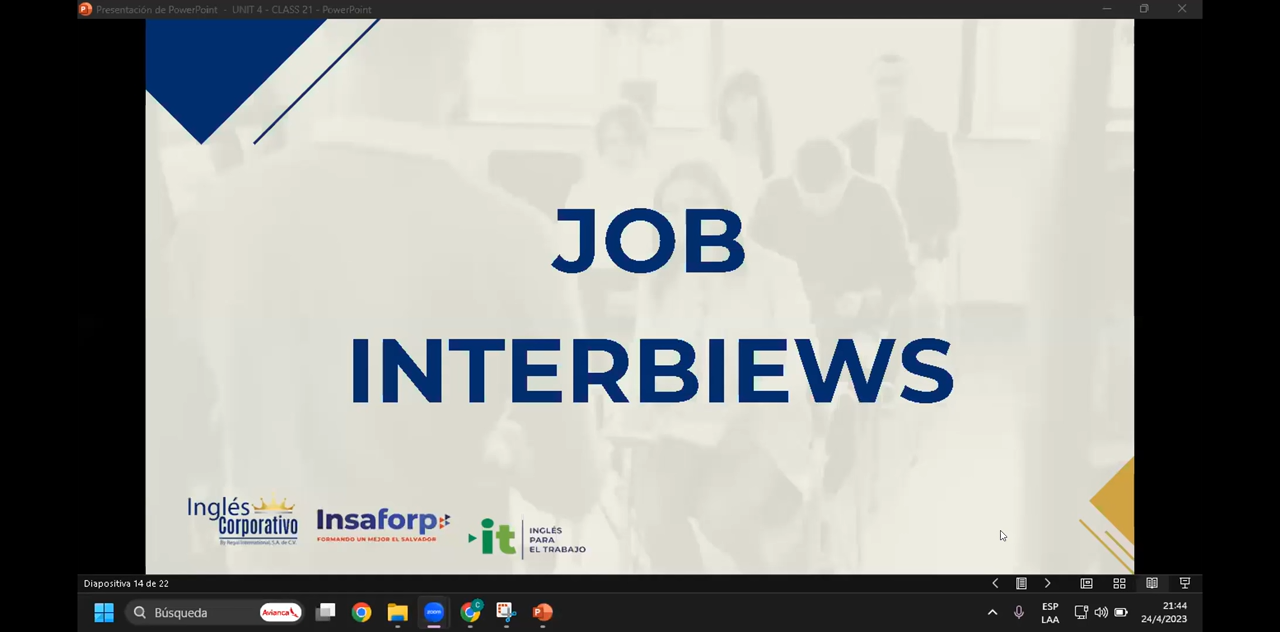 Presentación de PowerPoint - UNIT 4 - CLASS 21 - PowerPoint
JOB
INTERBIEWS
Inglés
Corporativo
Insaforp
FORMANDO UN MEJOR EL SALVADOR
it
INGLÉS
PARA
EL TRABAJO
Diapositiva 14 de 22
Búsqueda
Avianca
zoom
C
ESP
LAA
21:44
24/4/2023